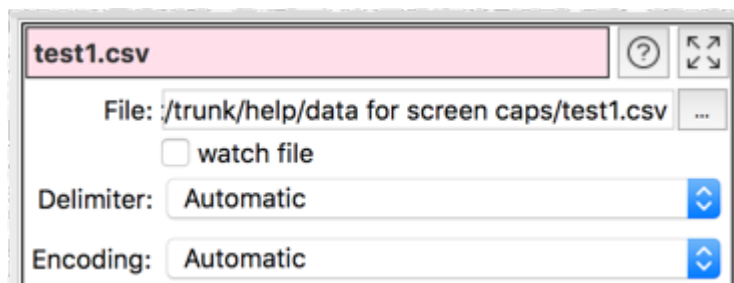 test1.csv ?
File: :/trunk/help/data for screen caps/test1.csv ...
watch file
Delimiter: Automatic
Encoding: Automatic